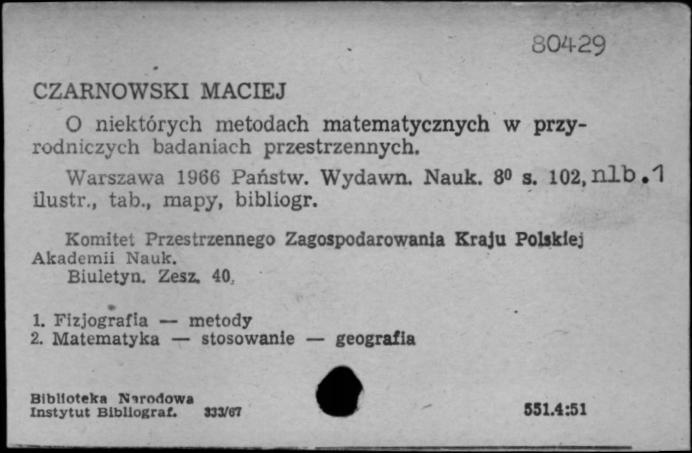 80429
CZARNOWSKI MACIEJ
O niektórych metodach matematycznych w przy-
rodniczych badaniach przestrzennych.
Warszawa 1966 Państw. Wydawn. Nauk. 8⁰ s. 102, nlb.1
ilustr., tab., mapy, bibliogr.
Komitet Przestrzennego Zagospodarowania Kraju Polskiej
Akademii Nauk.
Biuletyn. Zesz. 40.
1. Fizjografia — metody
2. Matematyka — stosowanie — geografia
Biblioteka Narodowa
Instytut Bibliograf. 333/67
551.4:51